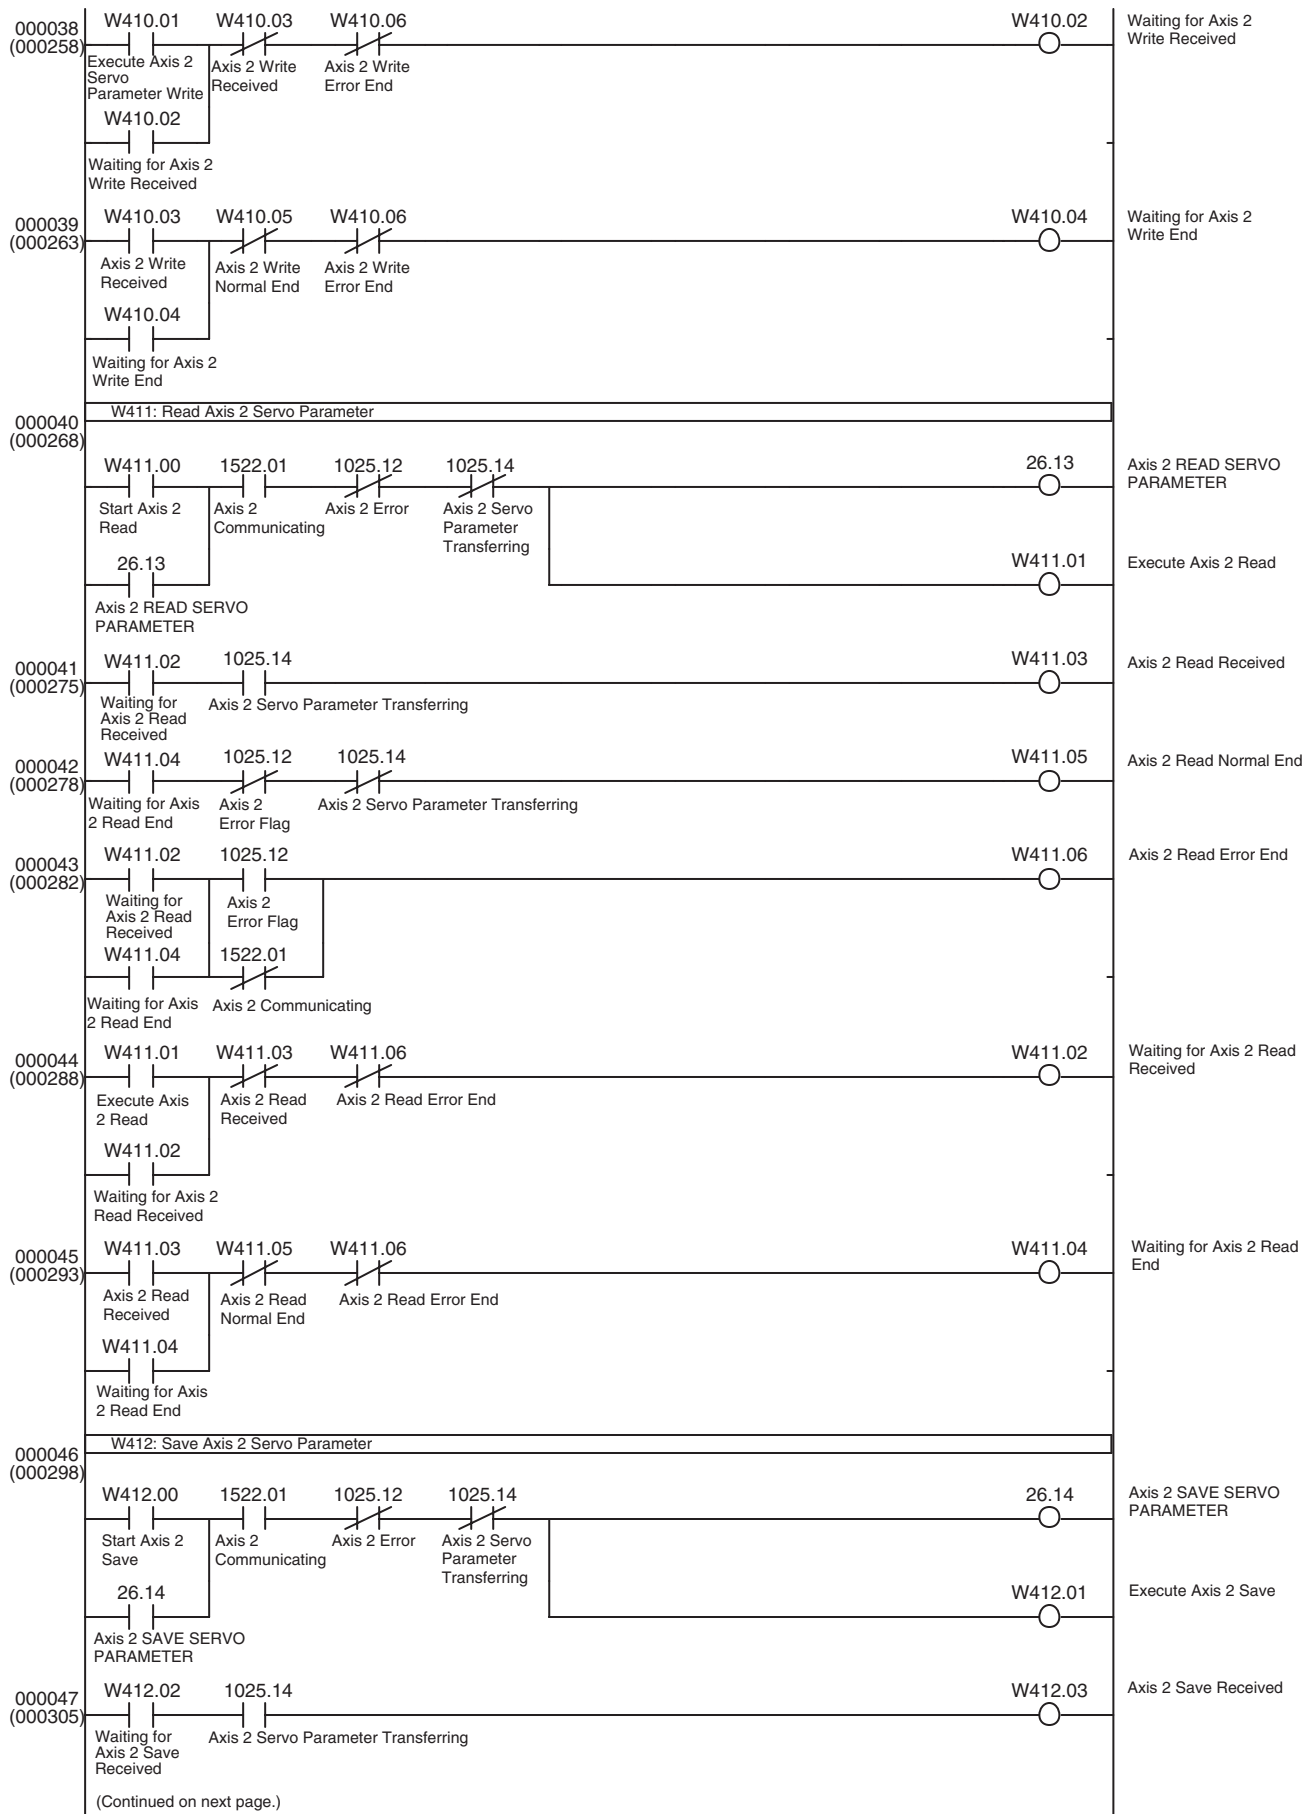 000038
(000258)
W410.01 W410.03 W410.06 W410.02
Waiting for Axis 2
Write Received
Execute Axis 2
Servo
Parameter Write
Axis 2 Write
Received
Axis 2 Write
Error End
W410.02
Waiting for Axis 2
Write Received
000039
(000263)
W410.03 W410.05 W410.06 W410.04
Waiting for Axis 2
Write End
Axis 2 Write
Received
Axis 2 Write
Normal End
Axis 2 Write
Error End
W410.04
Waiting for Axis 2
Write End
000040
(000268)
W411: Read Axis 2 Servo Parameter
W411.00 1522.01 1025.12 1025.14 26.13
Axis 2 READ SERVO
PARAMETER
Start Axis 2
Read
Axis 2
Communicating
Axis 2 Error
Axis 2 Servo
Parameter
Transferring
26.13 W411.01 Execute Axis 2 Read
Axis 2 READ SERVO
PARAMETER
000041
(000275)
W411.02 1025.14 W411.03 Axis 2 Read Received
Waiting for
Axis 2 Read
Received
Axis 2 Servo Parameter Transferring
000042
(000278)
W411.04 1025.12 1025.14 W411.05 Axis 2 Read Normal End
Waiting for Axis
2 Read End
Axis 2
Error Flag
Axis 2 Servo Parameter Transferring
000043
(000282)
W411.02 1025.12 W411.06 Axis 2 Read Error End
Waiting for
Axis 2 Read
Received
Axis 2
Error Flag
W411.04 1522.01
Waiting for Axis
2 Read End
Axis 2 Communicating
000044
(000288)
W411.01 W411.03 W411.06 W411.02
Waiting for Axis 2 Read
Received
Execute Axis
2 Read
Axis 2 Read
Received
Axis 2 Read Error End
W411.02
Waiting for Axis 2
Read Received
000045
(000293)
W411.03 W411.05 W411.06 W411.04
Waiting for Axis 2 Read
End
Axis 2 Read
Received
Axis 2 Read
Normal End
Axis 2 Read Error End
W411.04
Waiting for Axis
2 Read End
000046
(000298)
W412: Save Axis 2 Servo Parameter
W412.00 1522.01 1025.12 1025.14 26.14
Axis 2 SAVE SERVO
PARAMETER
Start Axis 2
Save
Axis 2
Communicating
Axis 2 Error
Axis 2 Servo
Parameter
Transferring
26.14 W412.01 Execute Axis 2 Save
Axis 2 SAVE SERVO
PARAMETER
000047
(000305)
W412.02 1025.14 W412.03 Axis 2 Save Received
Waiting for
Axis 2 Save
Received
Axis 2 Servo Parameter Transferring
(Continued on next page.)